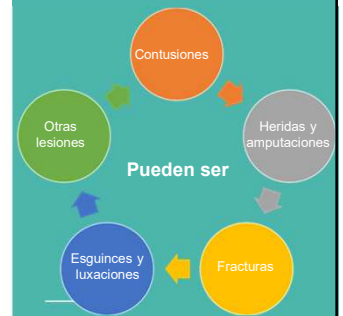 Contusiones
Heridas y
amputaciones
Fracturas
Esguinces y
luxaciones
Otras
lesiones
Pueden ser